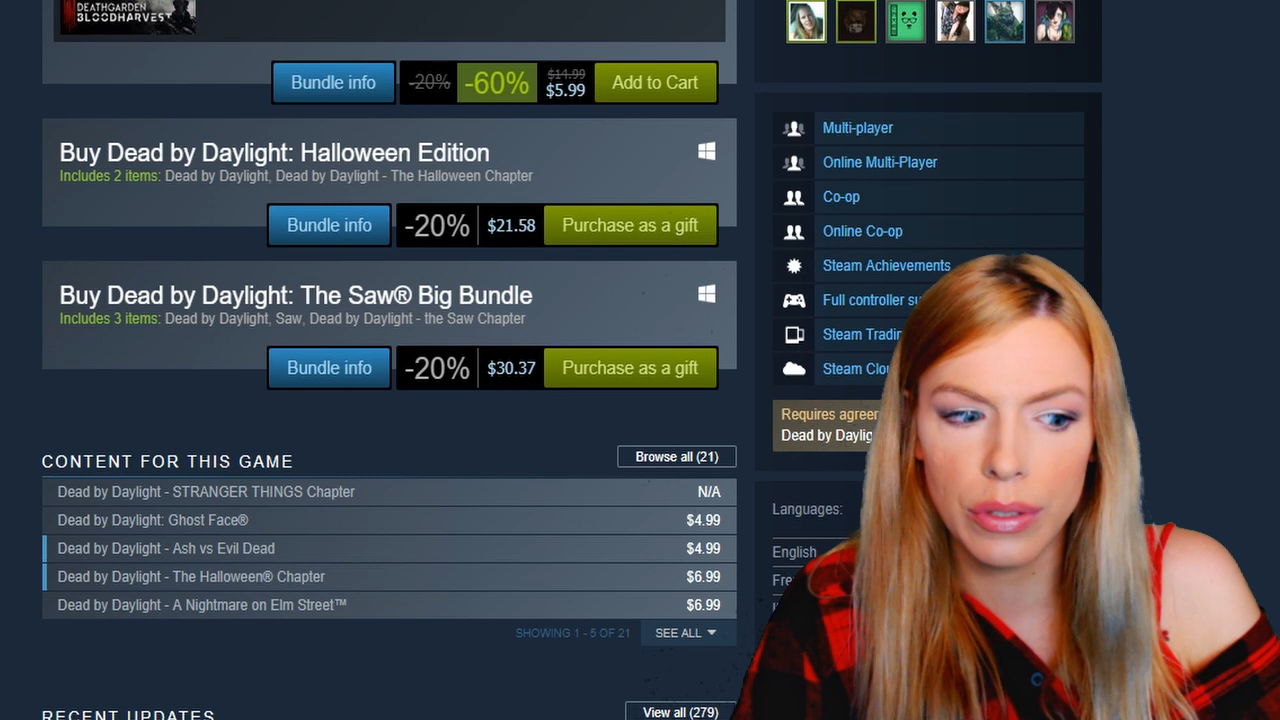 DEATHGARDEN
BLOODHARVEST
Bundle info
-20%
-60%
$14.99
$5.99
Add to Cart
Buy Dead by Daylight: Halloween Edition
Includes 2 items: Dead by Daylight, Dead by Daylight - The Halloween Chapter
Bundle info
-20%
$21.58
Purchase as a gift
Buy Dead by Daylight: The Saw® Big Bundle
Includes 3 items: Dead by Daylight, Saw, Dead by Daylight - the Saw Chapter
Bundle info
-20%
$30.37
Purchase as a gift
CONTENT FOR THIS GAME
Browse all (21)
Dead by Daylight - STRANGER THINGS Chapter N/A
Dead by Daylight: Ghost Face® $4.99
Dead by Daylight - Ash vs Evil Dead $4.99
Dead by Daylight - The Halloween® Chapter $6.99
Dead by Daylight - A Nightmare on Elm Street™ $6.99
SHOWING 1 - 5 OF 21
SEE ALL
RECENT UPDATES
View all (279)
Multi-player
Online Multi-Player
Co-op
Online Co-op
Steam Achievements
Full controller su
Steam Tradin
Steam Clou
Requires agreer
Dead by Daylig
Languages:
English
Fre